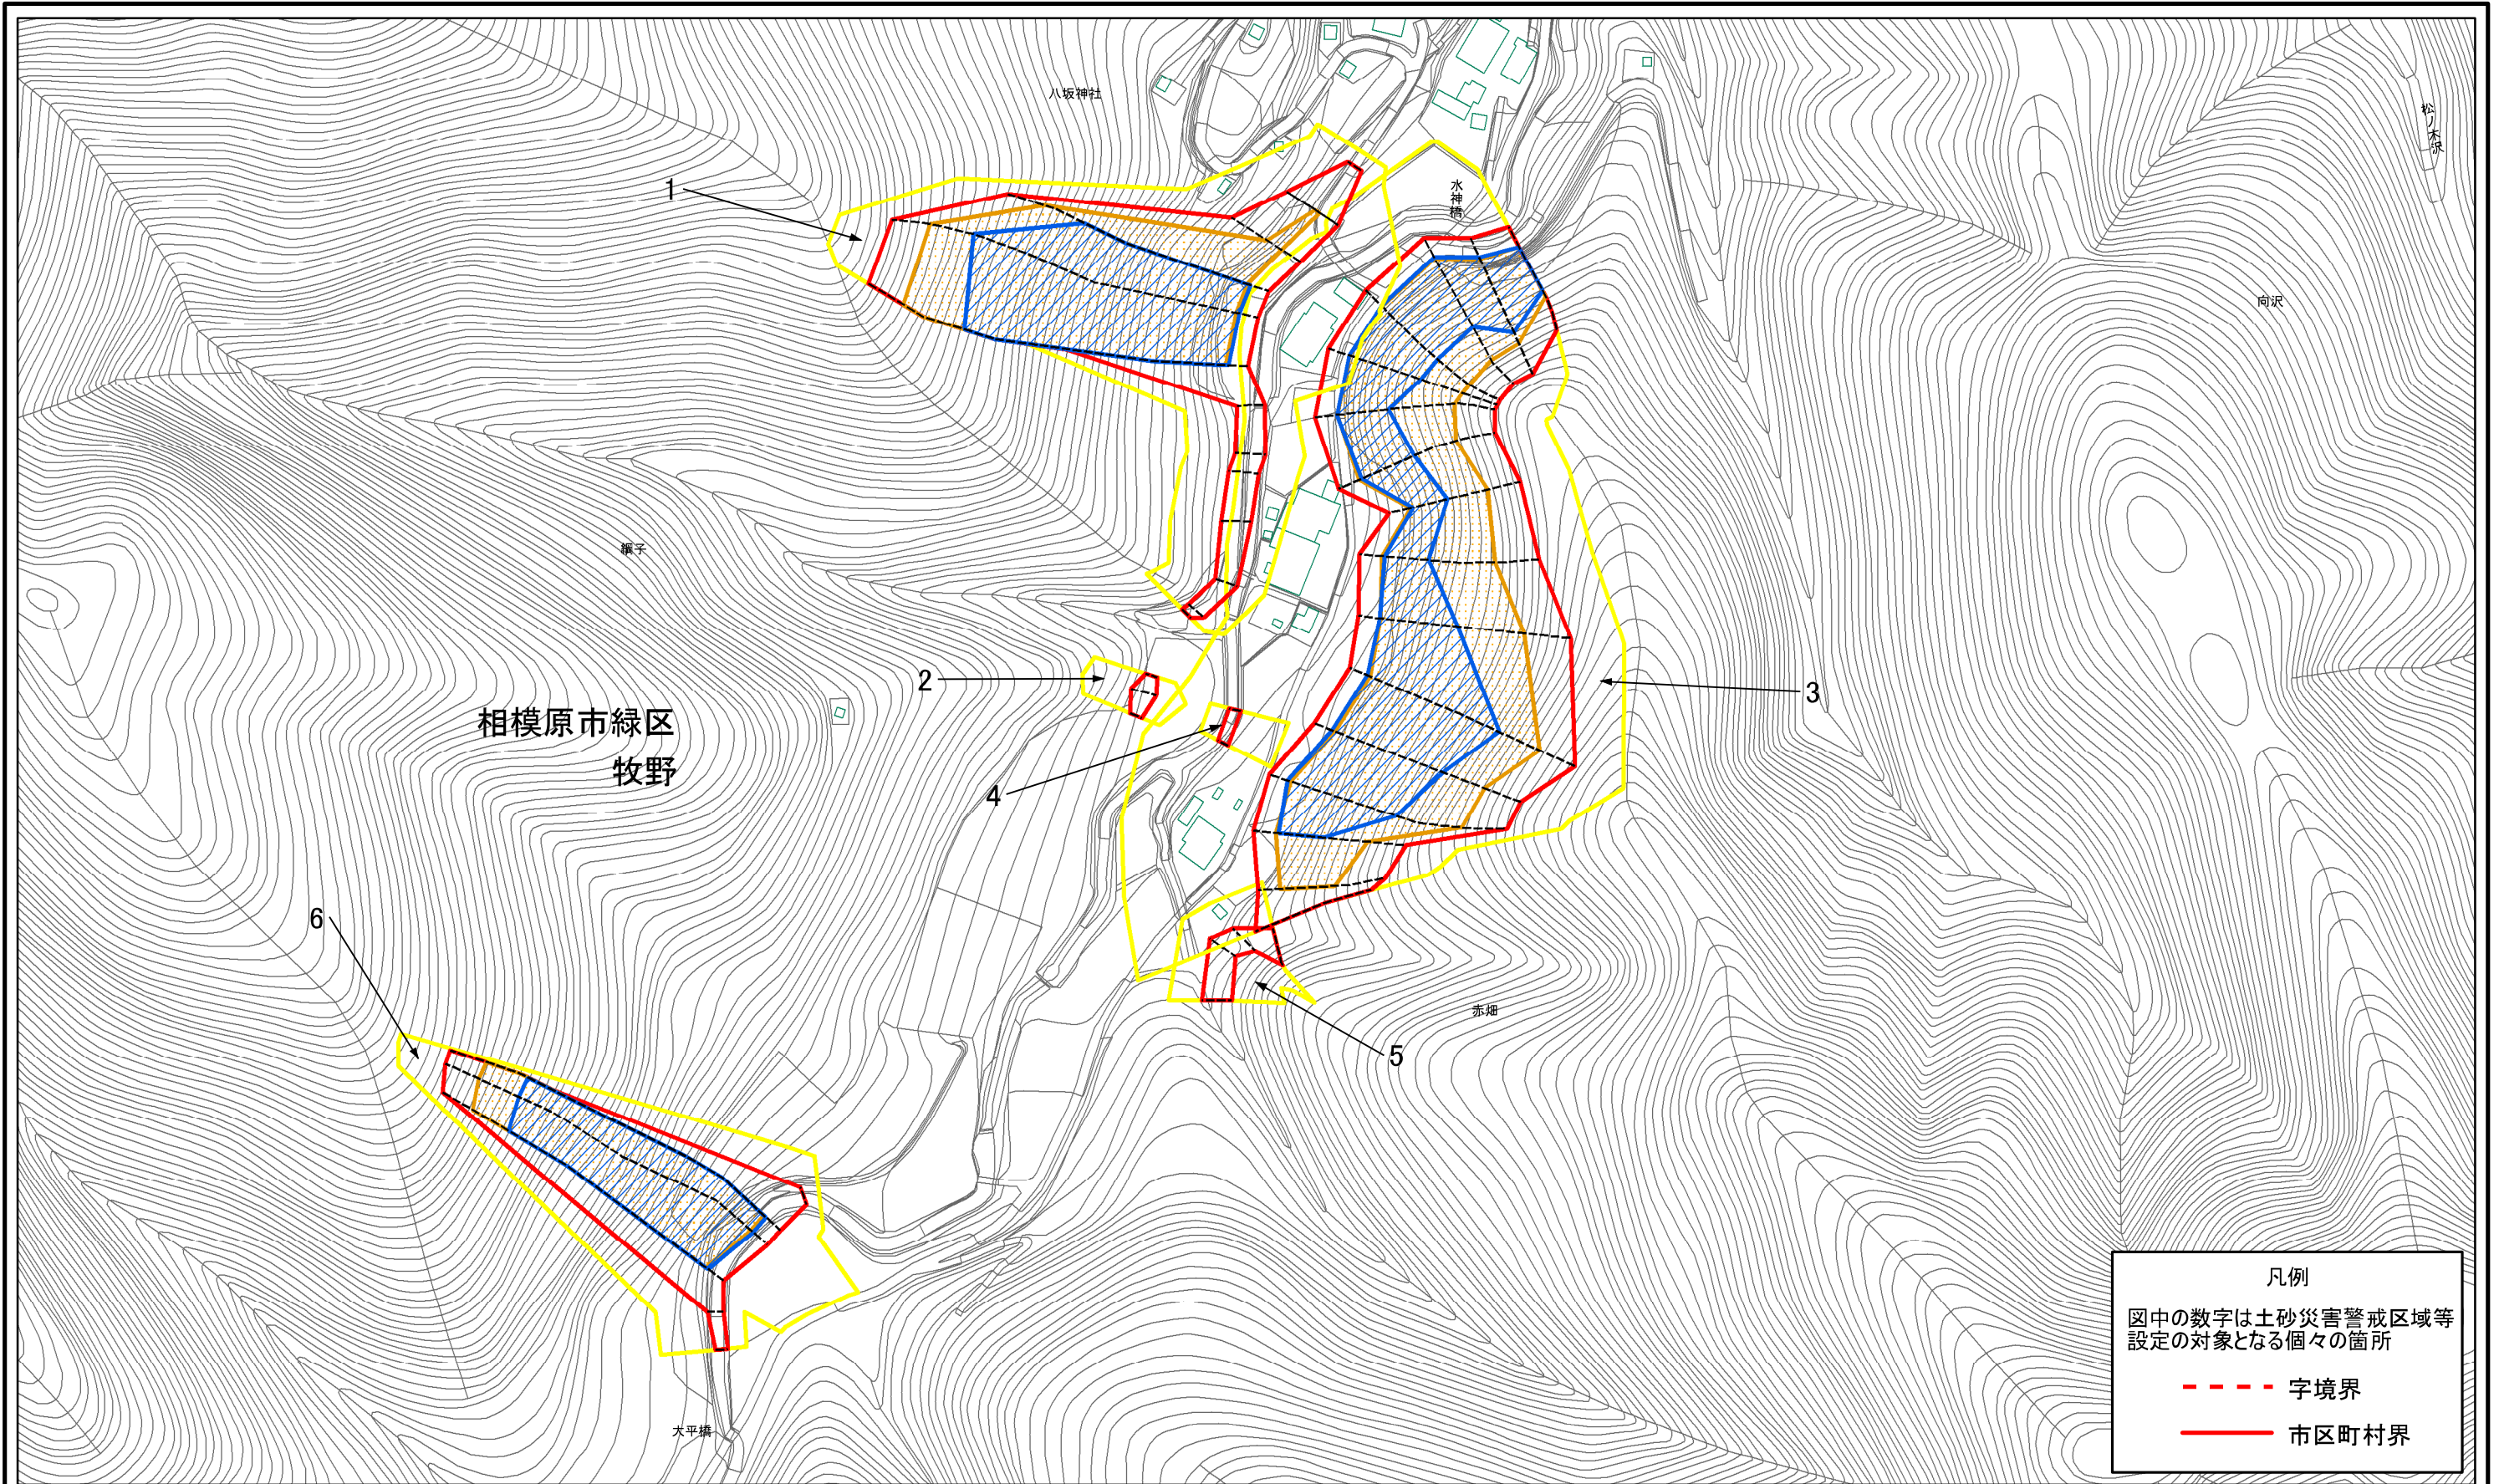 八坂神社
松ノ木沢
1
水神橋
向沢
綱子
2
3
相模原市緑区
牧野
4
6
赤畑
5
大平橋
凡例
図中の数字は土砂災害警戒区域等
設定の対象となる個々の箇所
字境界
市区町村界